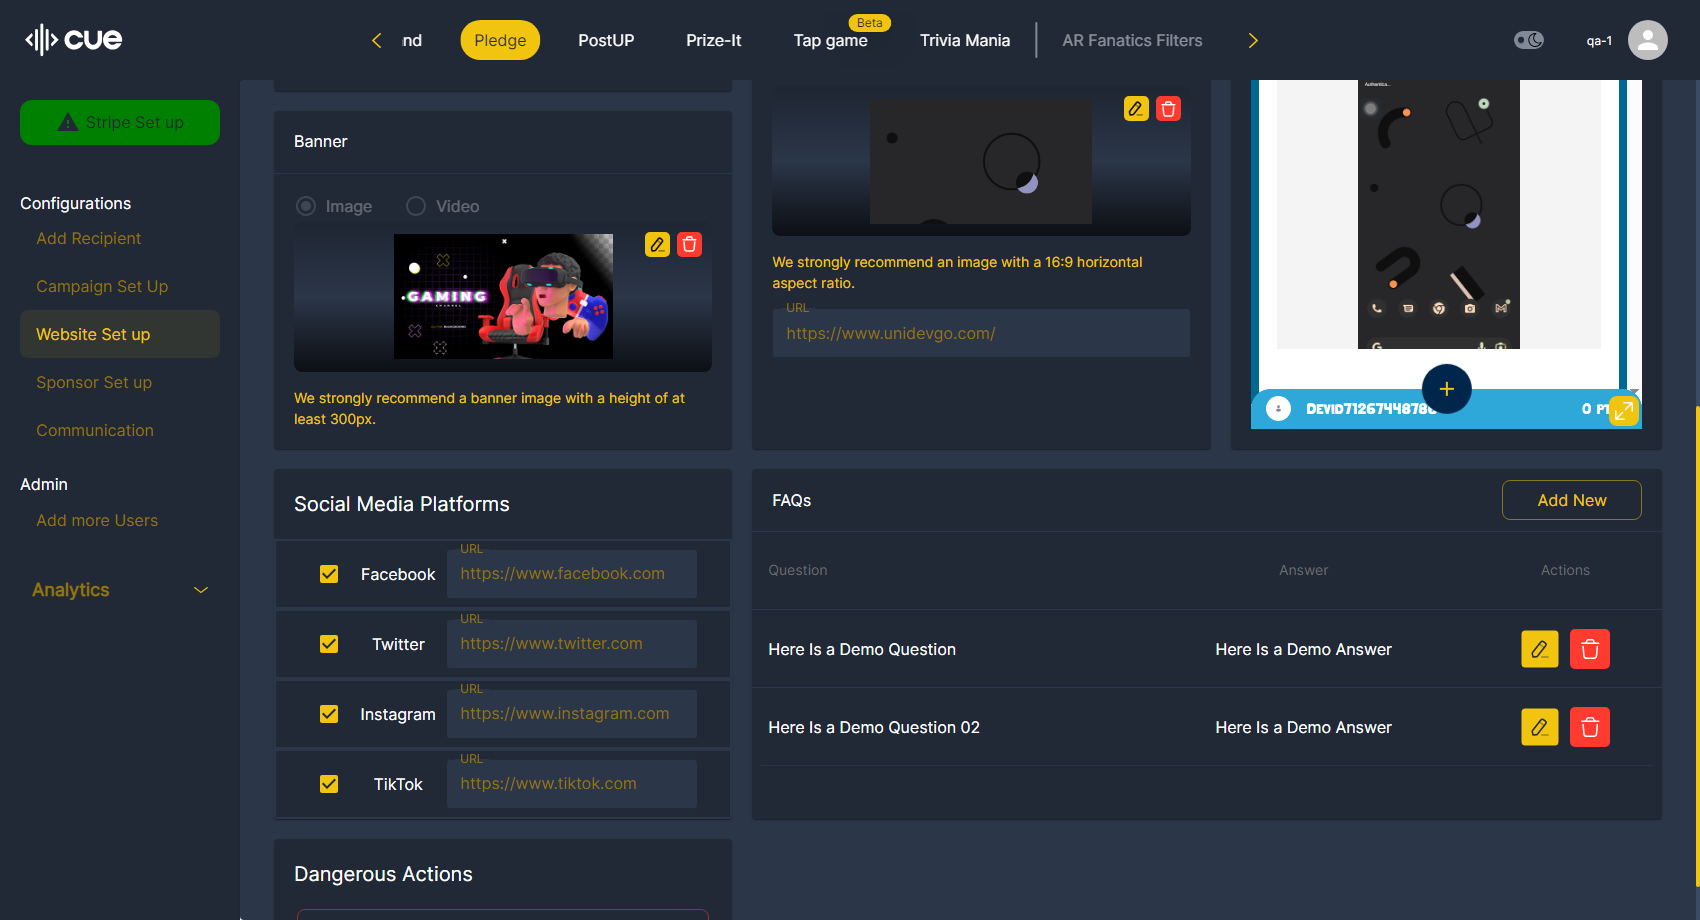 cue
nd
Pledge
PostUP
Prize-It
Beta
Tap game
Trivia Mania
AR Fanatics Filters
qa-1
Stripe Set up
Configurations
Add Recipient
Campaign Set Up
Website Set up
Sponsor Set up
Communication
Admin
Add more Users
Analytics
Banner
Image
Video
GAMING
We strongly recommend a banner image with a height of at
least 300px.
We strongly recommend an image with a 16:9 horizontal
aspect ratio.
URL
https://www.unidevgo.com/
0 PT
Social Media Platforms
Facebook
URL
https://www.facebook.com
Twitter
URL
https://www.twitter.com
Instagram
URL
https://www.instagram.com
TikTok
URL
https://www.tiktok.com
FAQs
Add New
Question
Answer
Actions
Here Is a Demo Question
Here Is a Demo Answer
Here Is a Demo Question 02
Here Is a Demo Answer
Dangerous Actions